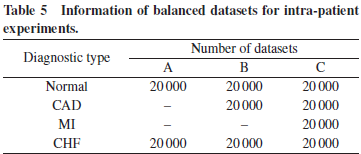 Table 5 Information of balanced datasets for intra-patient
experiments.
Diagnostic type Number of datasets
A B C
Normal 20 000 20 000 20 000
CAD – 20 000 20 000
MI – – 20 000
CHF 20 000 20 000 20 000